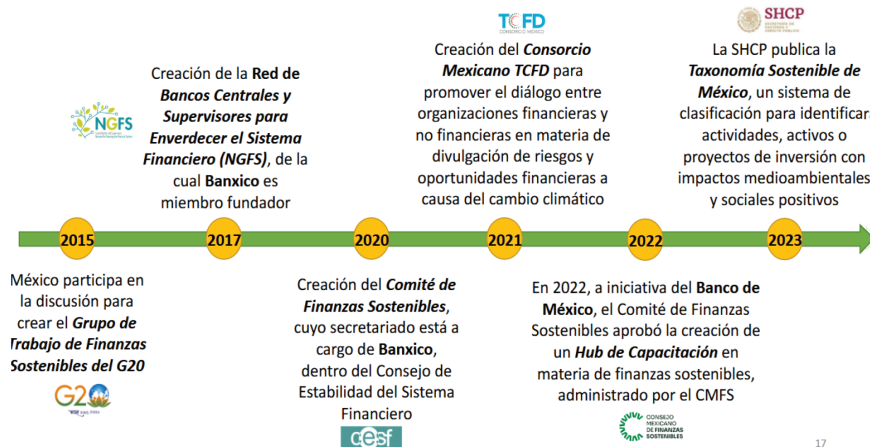 TCFD
CONSORCIO MÉXICO
SHCP
Creación de la Red de
Bancos Centrales y
Supervisores para
Enverdecer el Sistema
Financiero (NGFS), de la
cual Banxico es
miembro fundador
NGFS
Creación del Consorcio
Mexicano TCFD para
promover el diálogo entre
organizaciones financieras y
no financieras en materia de
divulgación de riesgos y
oportunidades financieras a
causa del cambio climático
La SHCP publica la
Taxonomía Sostenible de
México, un sistema de
clasificación para identificar
actividades, activos o
proyectos de inversión con
impactos medioambientales
y sociales positivos
2015
2017
2020
2021
2022
2023
México participa en
la discusión para
crear el Grupo de
Trabajo de Finanzas
Sostenibles del G20
G20
Creación del Comité de
Finanzas Sostenibles,
cuyo secretariado está a
cargo de Banxico,
dentro del Consejo de
Estabilidad del Sistema
Financiero
cesf
En 2022, a iniciativa del Banco de
México, el Comité de Finanzas
Sostenibles aprobó la creación de
un Hub de Capacitación en
materia de finanzas sostenibles,
administrado por el CMFS
CONSEJO
MEXICANO
DE FINANZAS
SOSTENIBLES
17